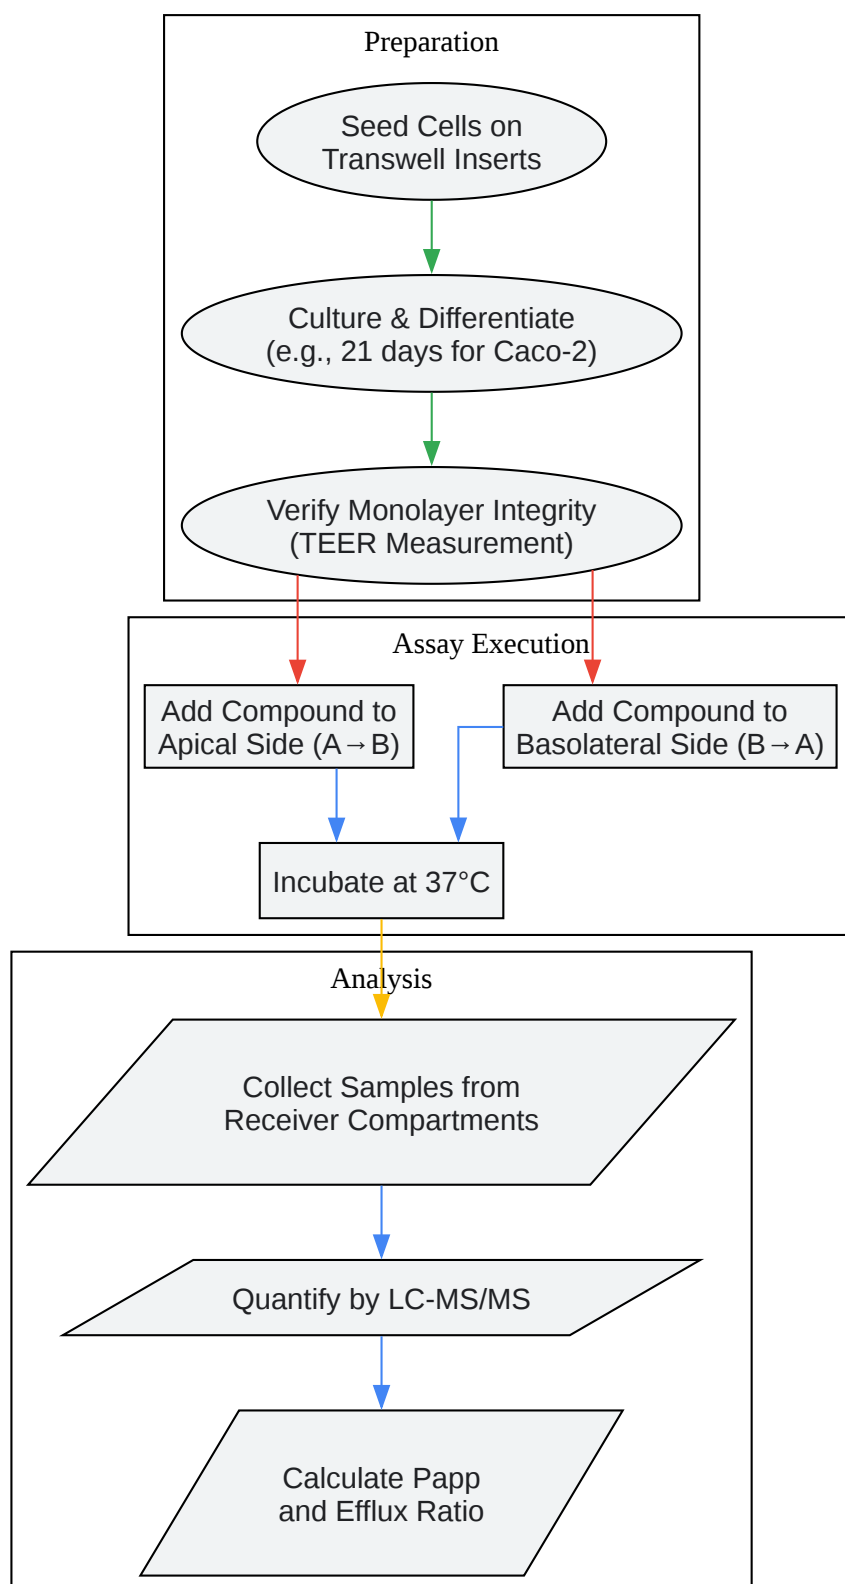 Preparation
Seed Cells on
Transwell Inserts
Culture & Differentiate
(e.g., 21 days for Caco-2)
Verify Monolayer Integrity
(TEER Measurement)
Assay Execution
Add Compound to
Apical Side (A→B)
Add Compound to
Basolateral Side (B→A)
Incubate at 37°C
Analysis
Collect Samples from
Receiver Compartments
Quantify by LC-MS/MS
Calculate Papp
and Efflux Ratio